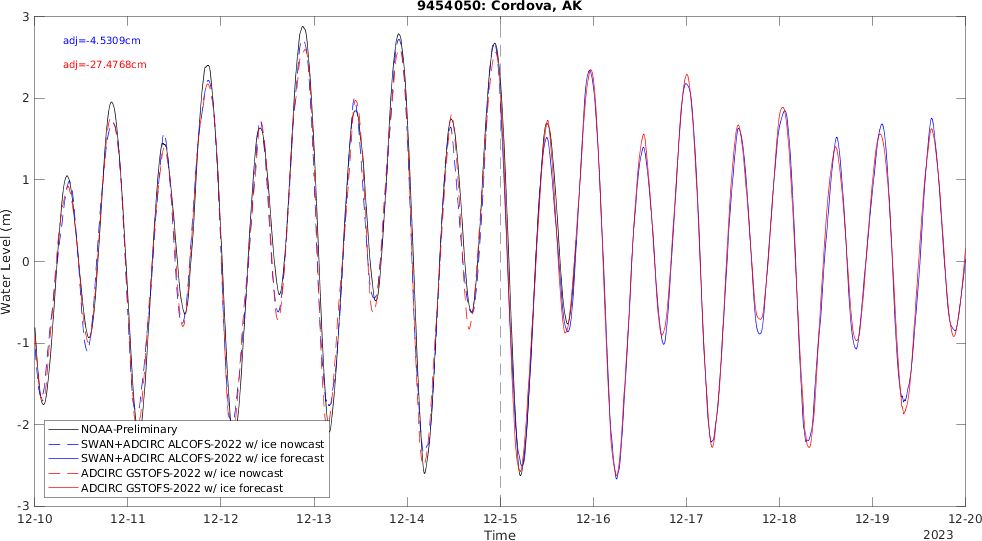 9454050: Cordova, AK
adj=-4.5309cm
adj=-27.4768cm
3
2
1
0
-1
-2
-3
Water Level (m)
NOAA-Preliminary
SWAN+ADCIRC ALCOFS-2022 w/ ice nowcast
SWAN+ADCIRC ALCOFS-2022 w/ ice forecast
ADCIRC GSTOFS-2022 w/ ice nowcast
ADCIRC GSTOFS-2022 w/ ice forecast
12-10 12-11 12-12 12-13 12-14 12-15 12-16 12-17 12-18 12-19 12-20
Time
2023